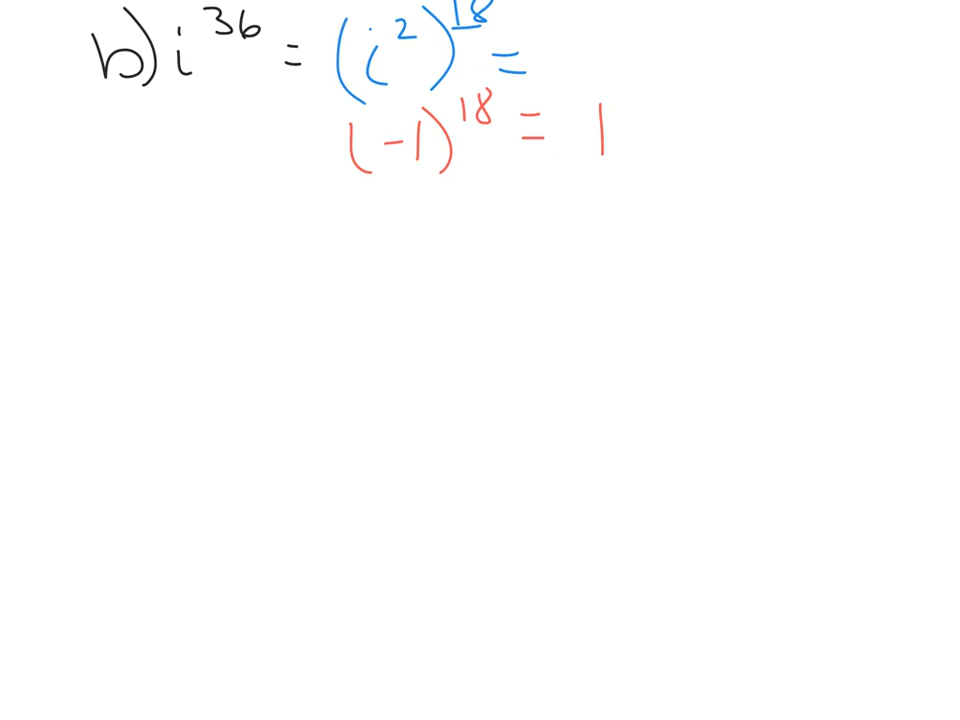 b) i^36 = (i^2)^18 =
(-1)^18 = 1